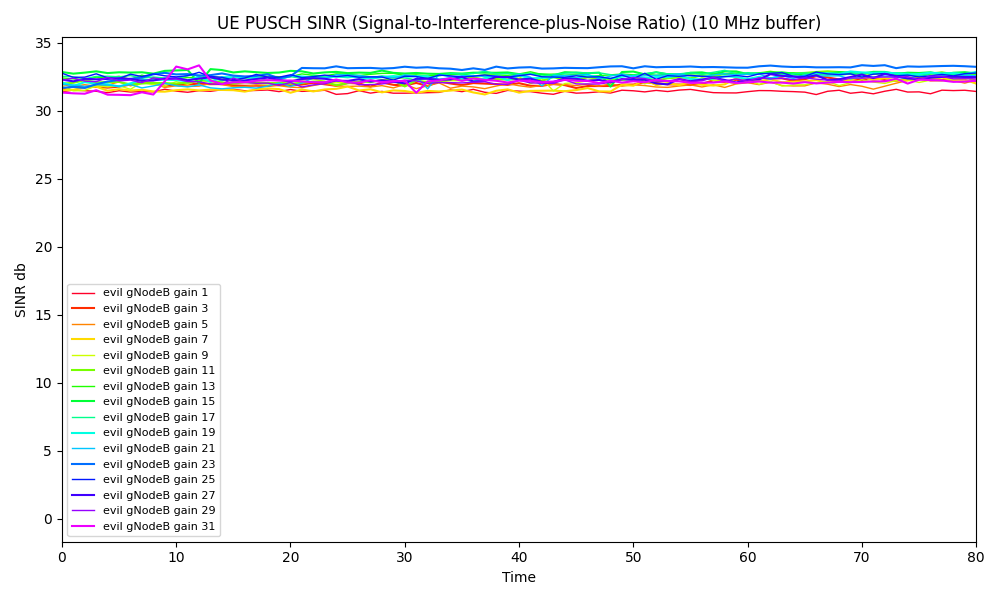 UE PUSCH SINR (Signal-to-Interference-plus-Noise Ratio) (10 MHz buffer)
35
30
25
20
15
10
5
0
SINR db
evil gNodeB gain 1
evil gNodeB gain 3
evil gNodeB gain 5
evil gNodeB gain 7
evil gNodeB gain 9
evil gNodeB gain 11
evil gNodeB gain 13
evil gNodeB gain 15
evil gNodeB gain 17
evil gNodeB gain 19
evil gNodeB gain 21
evil gNodeB gain 23
evil gNodeB gain 25
evil gNodeB gain 27
evil gNodeB gain 29
evil gNodeB gain 31
0 10 20 30 40 50 60 70 80
Time